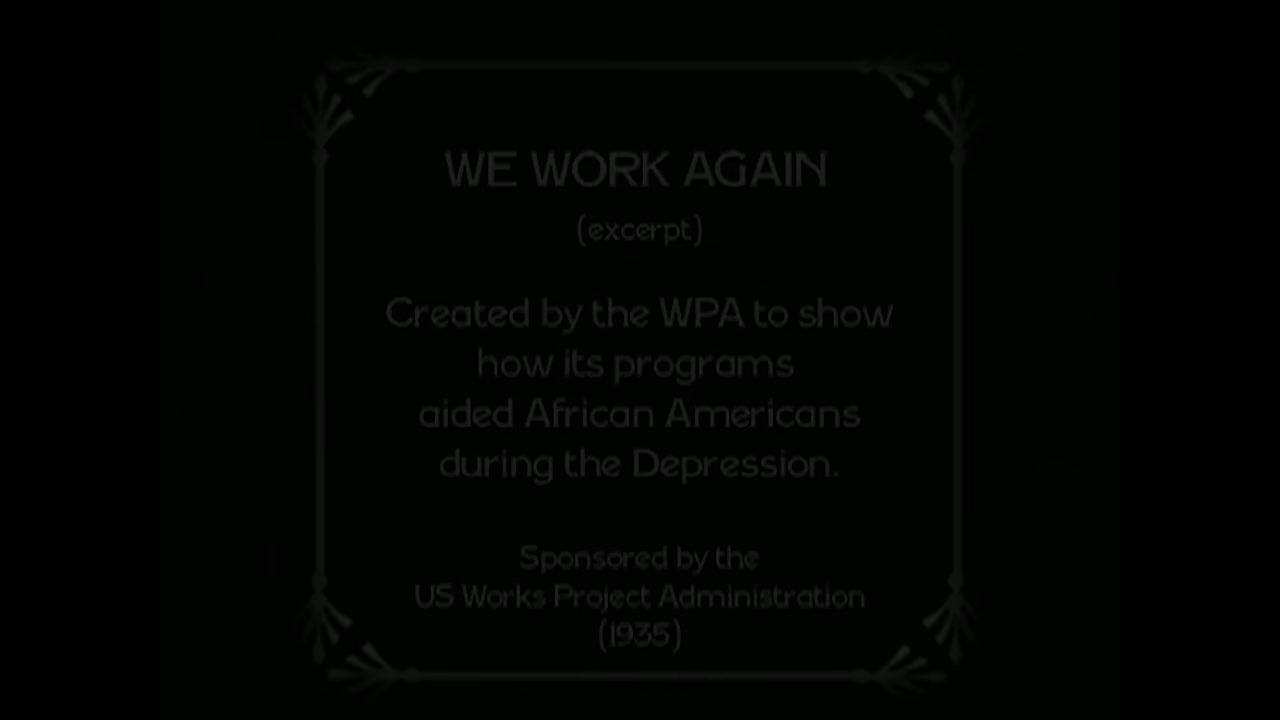 WE WORK AGAIN
(excerpt)
Created by the WPA to show
how its programs
aided African Americans
during the Depression.
Sponsored by the
US Works Project Administration
(1935)